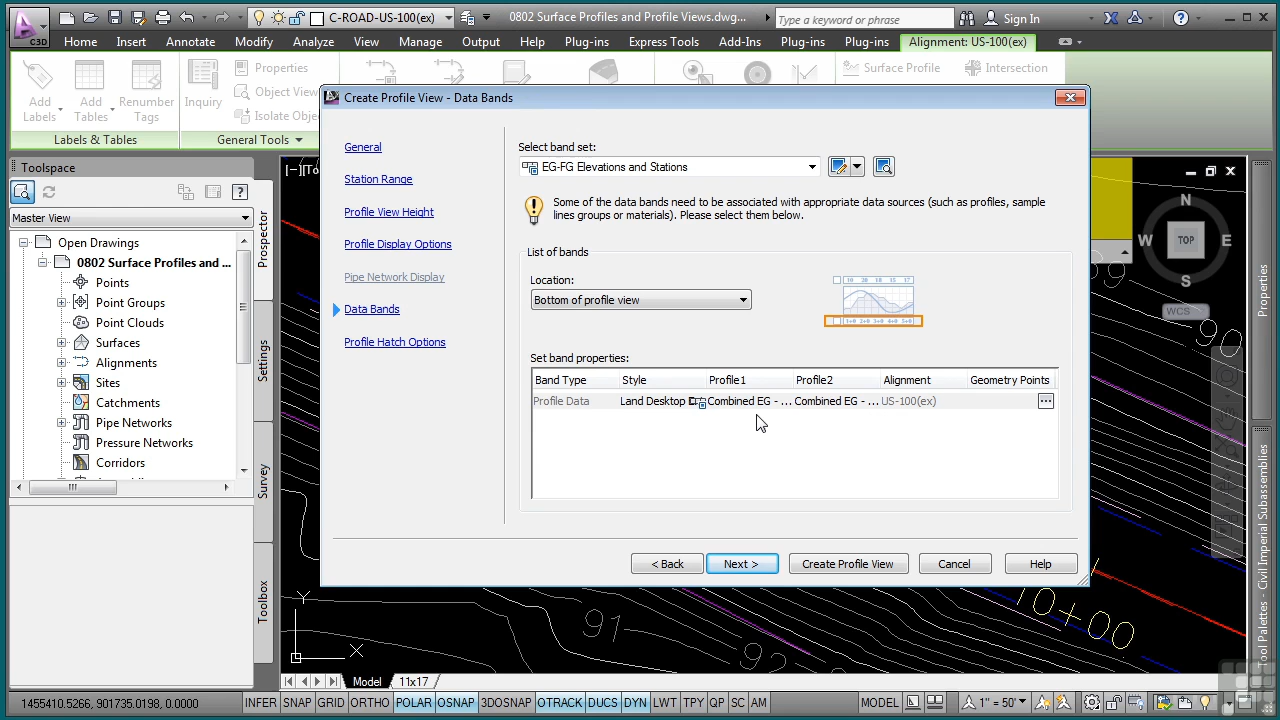 C-ROAD-US-100(ex)
0802 Surface Profiles and Profile Views.dwg...
Type a keyword or phrase
Sign In
C3D
Home
Insert
Annotate
Modify
Analyze
View
Manage
Output
Help
Plug-ins
Express Tools
Add-Ins
Plug-ins
Plug-ins
Alignment: US-100(ex)
Add Labels
Add Tables
Renumber Tags
Inquiry
Properties
Object View
Isolate Obje
Surface Profile
Intersection
Labels & Tables
General Tools
Create Profile View - Data Bands
General
Station Range
Profile View Height
Profile Display Options
Pipe Network Display
Data Bands
Profile Hatch Options
Select band set:
EG-FG Elevations and Stations
Some of the data bands need to be associated with appropriate data sources (such as profiles, sample
lines groups or materials). Please Select them below.
List of bands
Location:
Bottom of profile view
Set band properties:
Band Type Style Profile1 Profile2 Alignment Geometry Points
Profile Data Land Desktop Combined EG - ... Combined EG - ... US-100(ex) ...
< Back
Next >
Create Profile View
Cancel
Help
Toolspace
Master View
Open Drawings
0802 Surface Profiles and ...
Points
Point Groups
Point Clouds
Surfaces
Alignments
Sites
Catchments
Pipe Networks
Pressure Networks
Corridors
Prospector
Settings
Survey
Toolbox
N
W
TOP
E
S
WCS
Properties
Tool Palettes - Civil Imperial Subassemblies
90
91
92
10+00
Y
X
Model
11x17
1455410.5266, 901735.0198, 0.0000
INFER SNAP GRID ORTHO POLAR OSNAP 3DOSNAP OTRACK DUCS DYN LWT TPY QP SC AM
MODEL
1" = 50'